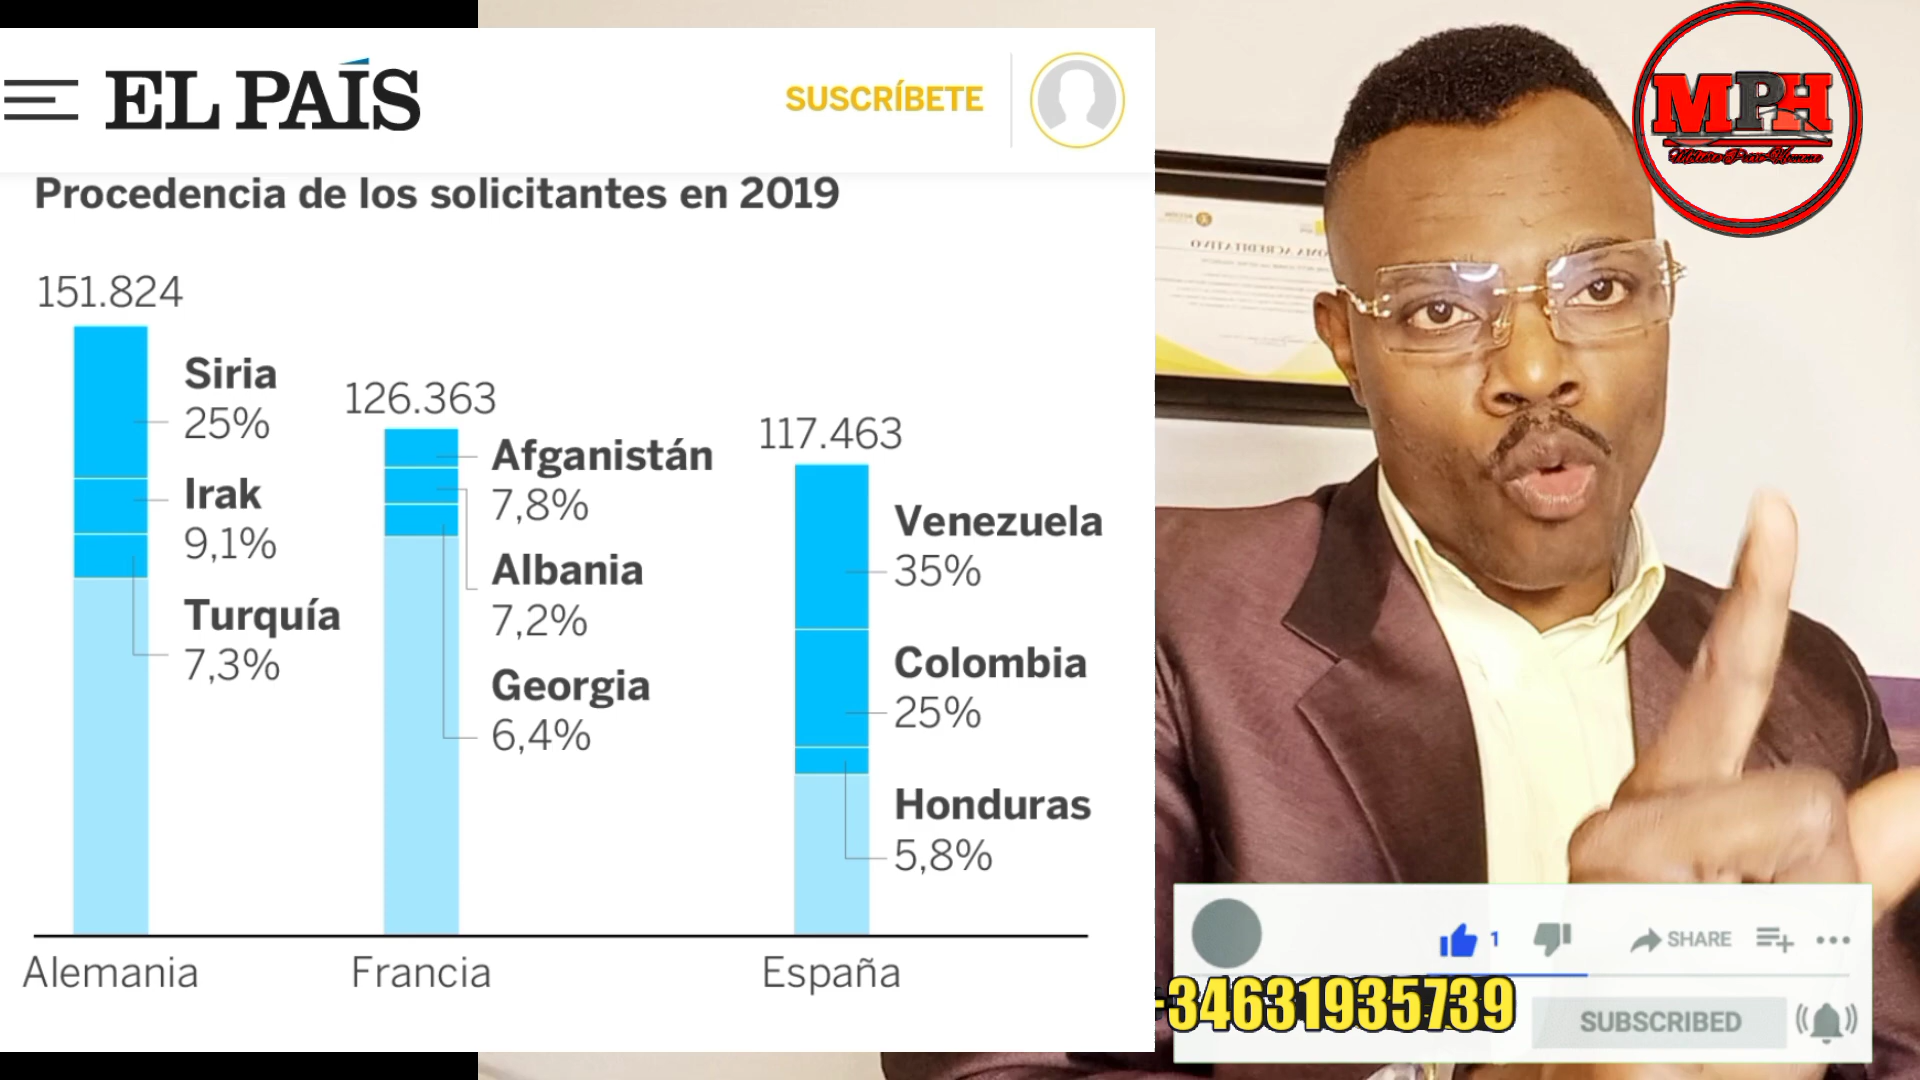 EL PAÍS
SUSCRÍBETE
Procedencia de los solicitantes en 2019
151.824
Siria
25%
Irak
9,1%
Turquía
7,3%
Alemania
126.363
Afganistán
7,8%
Albania
7,2%
Georgia
6,4%
Francia
117.463
Venezuela
35%
Colombia
25%
Honduras
5,8%
España
MPH
1
SHARE
34631935739
SUBSCRIBED